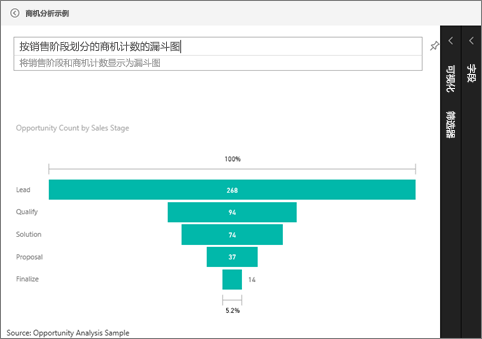 商机分析示例
按销售阶段划分的商机计数的漏斗图
将销售阶段和商机计数显示为漏斗图
可视化
筛选器
字段
Opportunity Count by Sales Stage
100%
Lead 268
Qualify 94
Solution 74
Proposal 37
Finalize 14
5.2%
Source: Opportunity Analysis Sample